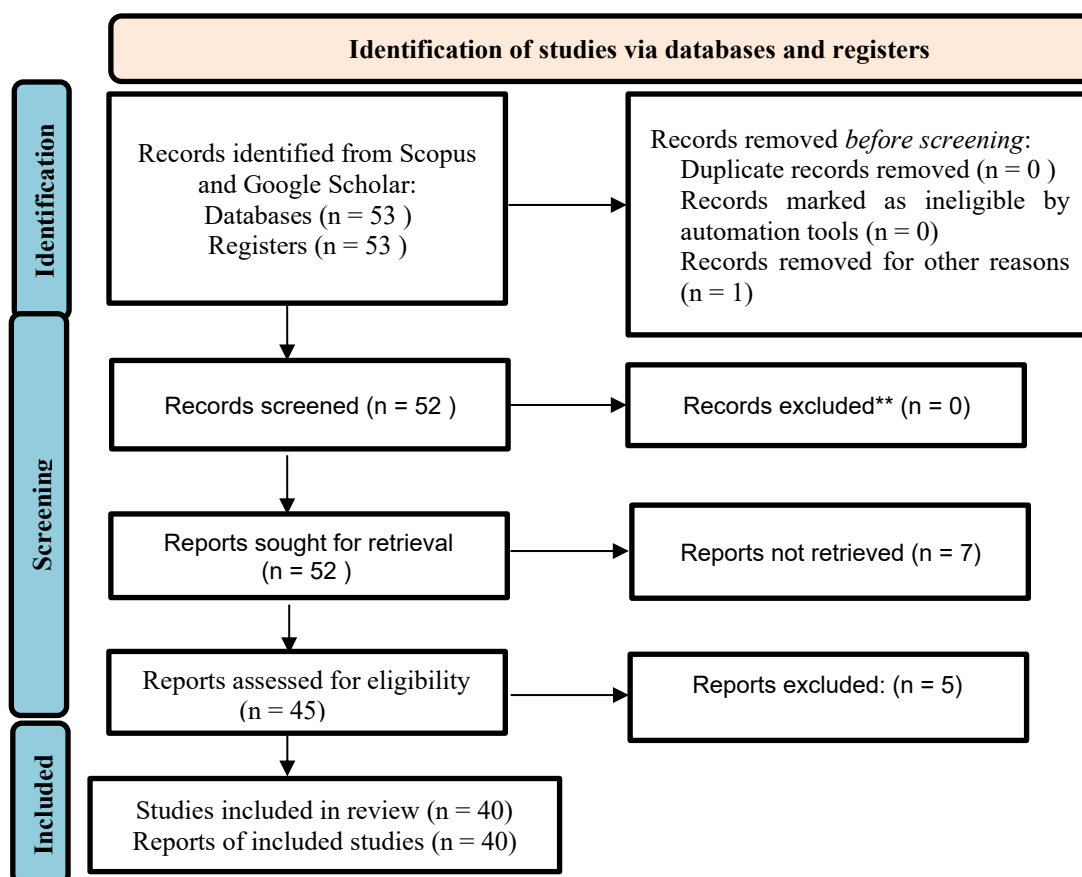 Identification of studies via databases and registers
Identification
Records identified from Scopus
and Google Scholar:
Databases (n = 53 )
Registers (n = 53 )
Records removed before screening:
Duplicate records removed (n = 0 )
Records marked as ineligible by
automation tools (n = 0)
Records removed for other reasons
(n = 1)
Screening
Records screened (n = 52 )
Records excluded** (n = 0)
Reports sought for retrieval
(n = 52 )
Reports not retrieved (n = 7)
Reports assessed for eligibility
(n = 45)
Reports excluded: (n = 5)
Included
Studies included in review (n = 40)
Reports of included studies (n = 40)